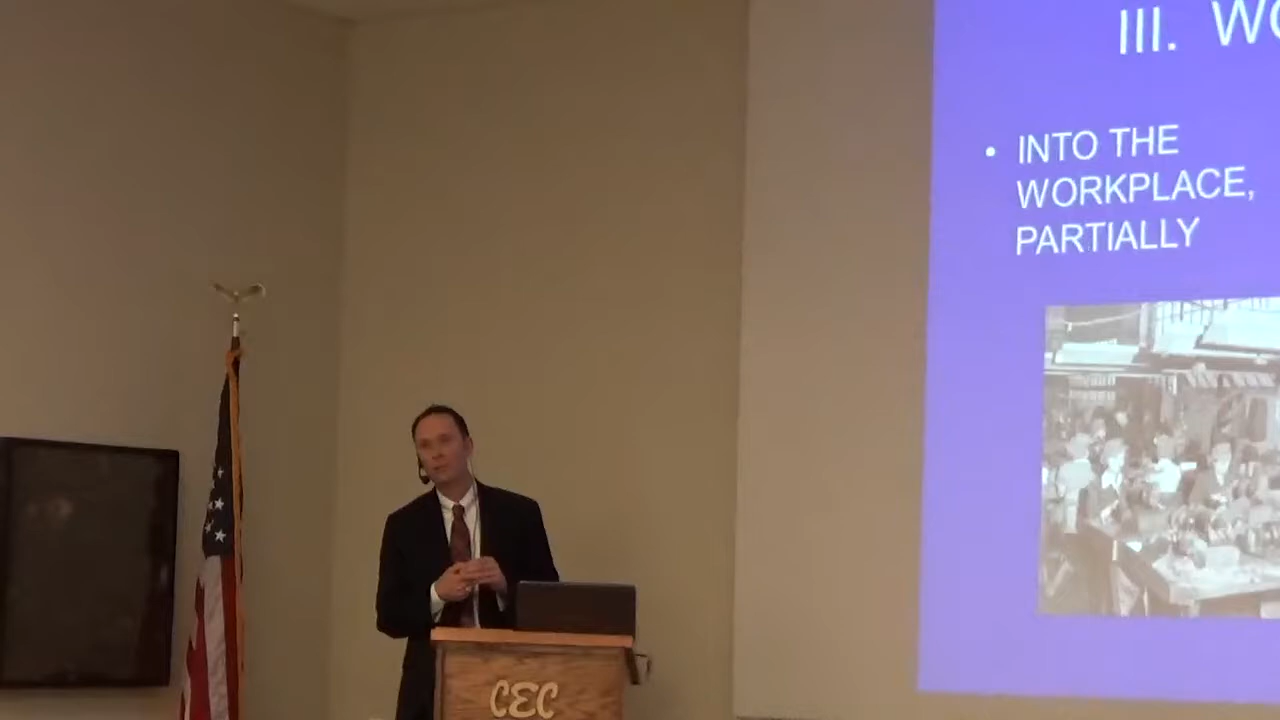 III. WO
• INTO THE
WORKPLACE,
PARTIALLY
CEC